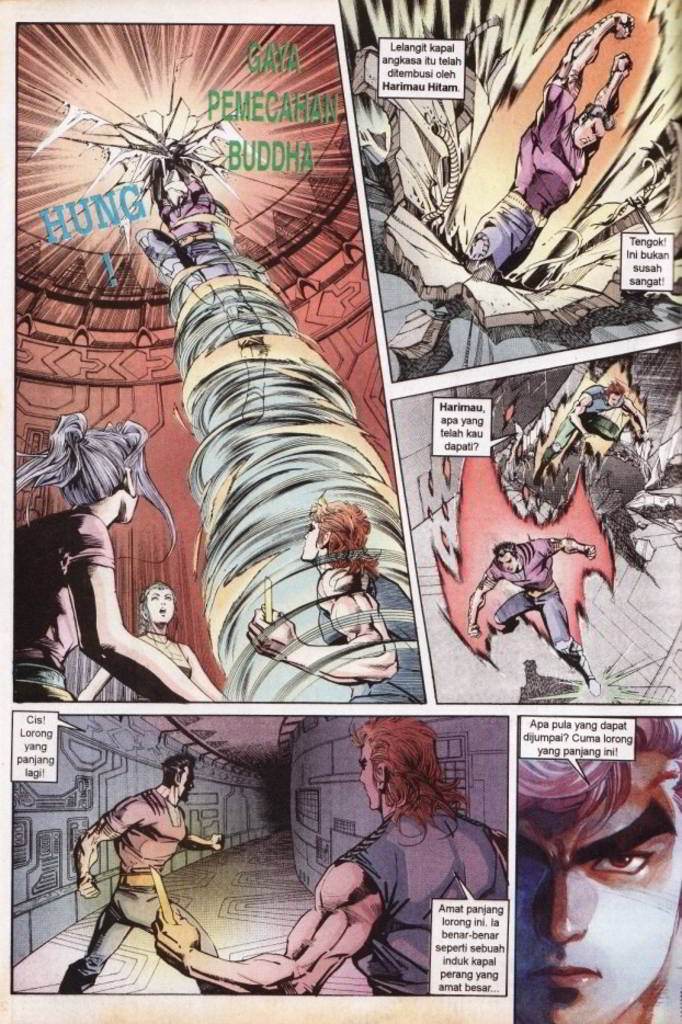 GAYA
PEMECAHAN
BUDDHA
HUNG
!
Lelangit kapal
angkasa itu telah
ditembusi oleh
Harimau Hitam.
Tengok!
Ini bukan
susah
sangat!
Harimau,
apa yang
telah kau
dapati?
Cis!
Lorong
yang
panjang
lagi!
Amat panjang
lorong ini. Ia
benar-benar
seperti sebuah
induk kapal
perang yang
amat besar...
Apa pula yang dapat
dijumpai? Cuma lorong
yang panjang ini!